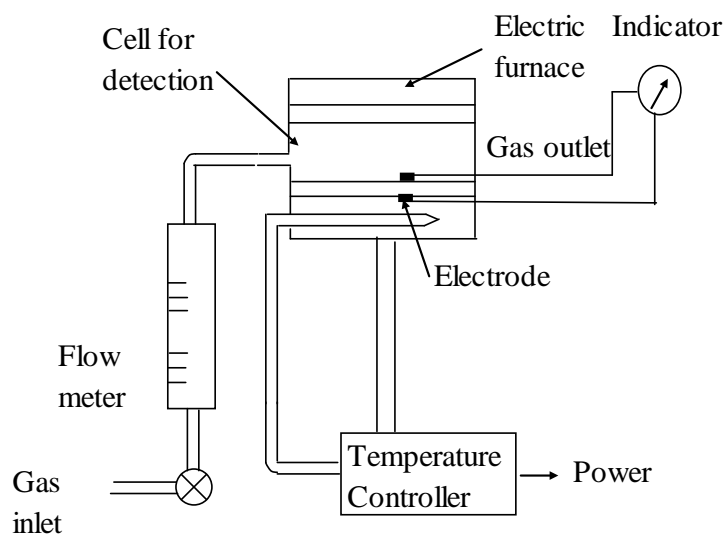 Cell for
detection
Electric
furnace
Indicator
Gas outlet
Electrode
Flow
meter
Temperature
Controller
Power
Gas
inlet